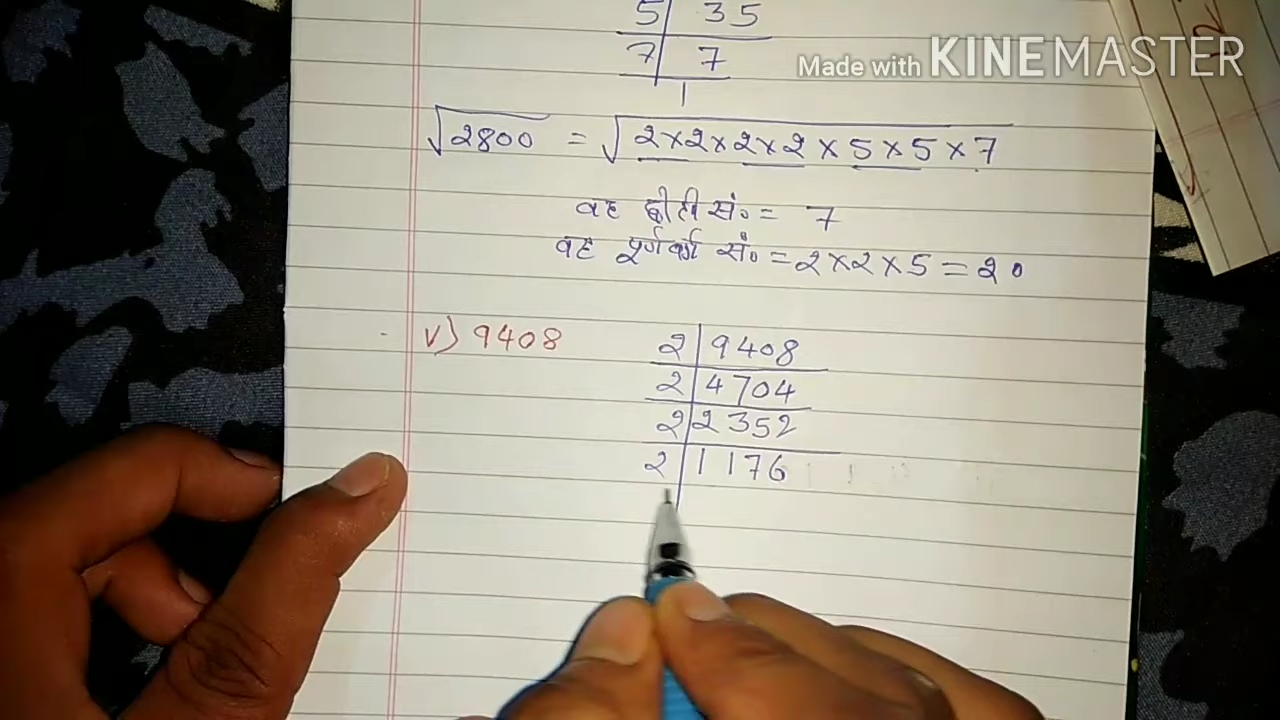 5 | 35
7 | 7
1
Made with KINEMASTER
√2800 = √2×2×2×2×5×5×7
वह छोटी सं० = 7
वह पूर्ण वर्ग सं० = 2×2×5 = 20
v) 9408
2 | 9408
2 | 4704
2 | 2352
2 | 1176